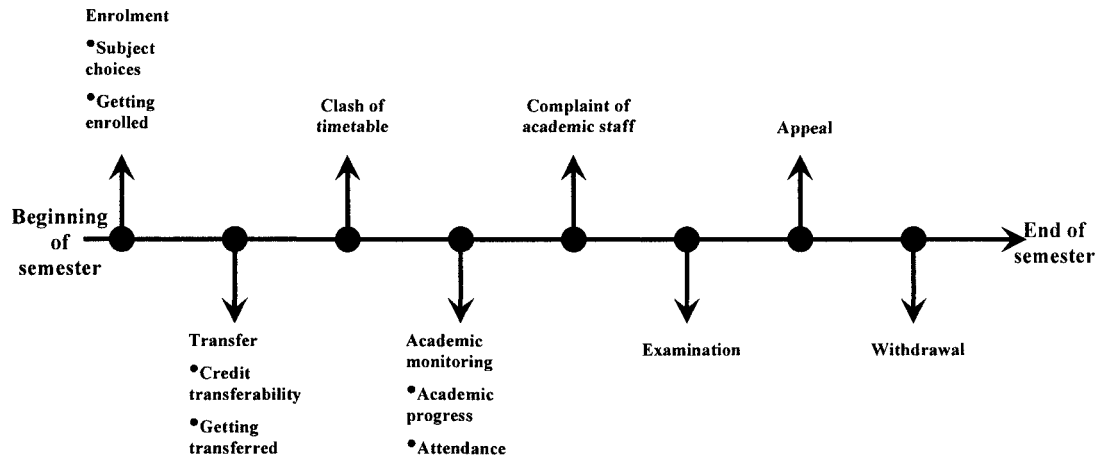 Enrolment
•Subject
choices
•Getting
enrolled
Clash of
timetable
Complaint of
academic staff
Appeal
Beginning
of
semester
End of
semester
Transfer
•Credit
transferability
•Getting
transferred
Academic
monitoring
•Academic
progress
•Attendance
Examination
Withdrawal